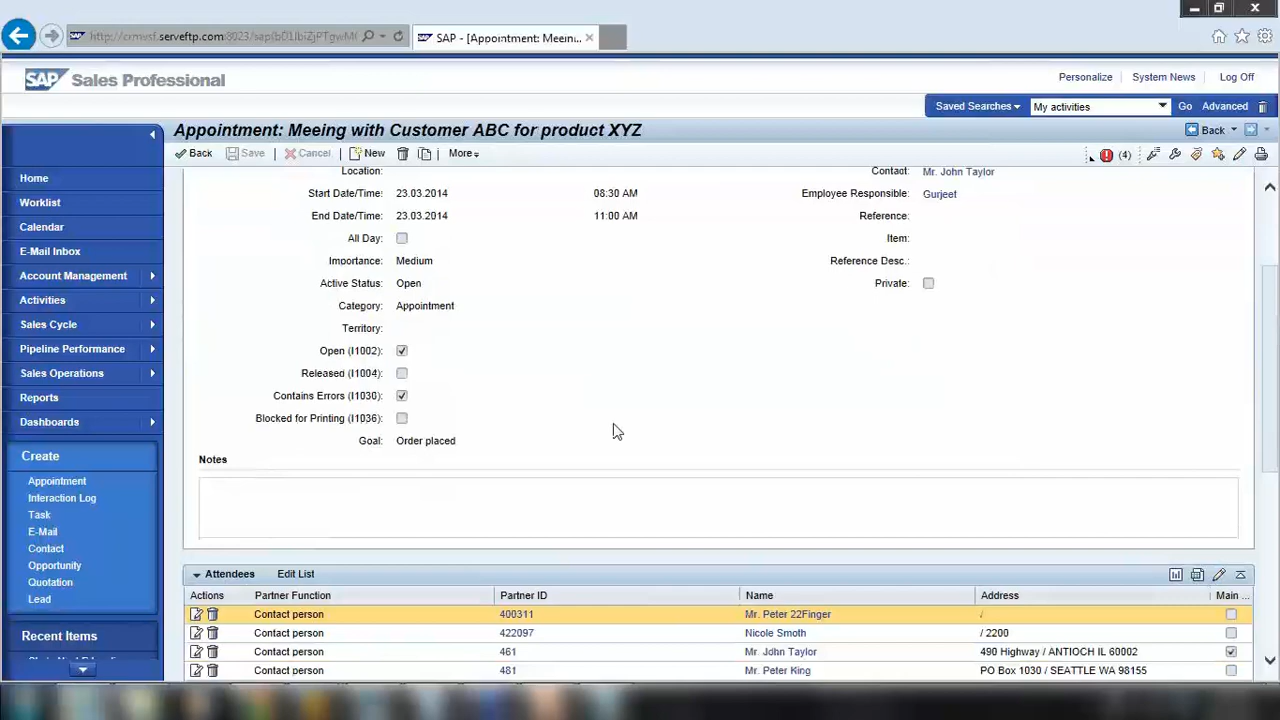 http://crmvsf.serveftp.com:8023/sap(
SAP - [Appointment: Meein... ×
SAP Sales Professional
Personalize System News Log Off
Saved Searches My activities Go Advanced
Appointment: Meeing with Customer ABC for product XYZ
Back
Back Save Cancel New More (4)
Home
Worklist
Calendar
E-Mail Inbox
Account Management
Activities
Sales Cycle
Pipeline Performance
Sales Operations
Reports
Dashboards
Create
Appointment
Interaction Log
Task
E-Mail
Contact
Opportunity
Quotation
Lead
Recent Items
Location:
Contact: Mr. John Taylor
Start Date/Time: 23.03.2014 08:30 AM
Employee Responsible: Gurjeet
End Date/Time: 23.03.2014 11:00 AM
Reference:
All Day:
Item:
Importance: Medium
Reference Desc.:
Active Status: Open
Private:
Category: Appointment
Territory:
Open (I1002):
Released (I1004):
Contains Errors (I1030):
Blocked for Printing (I1036):
Goal: Order placed
Notes
Attendees Edit List
Actions Partner Function Partner ID Name Address Main ...
Contact person 400311 Mr. Peter 22Finger /
Contact person 422097 Nicole Smoth / 2200
Contact person 461 Mr. John Taylor 490 Highway / ANTIOCH IL 60002
Contact person 481 Mr. Peter King PO Box 1030 / SEATTLE WA 98155